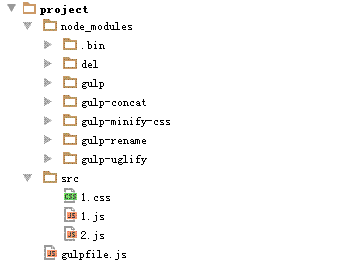 project
node_modules
.bin
del
gulp
gulp-concat
gulp-minify-css
gulp-rename
gulp-uglify
src
1.css
1.js
2.js
gulpfile.js